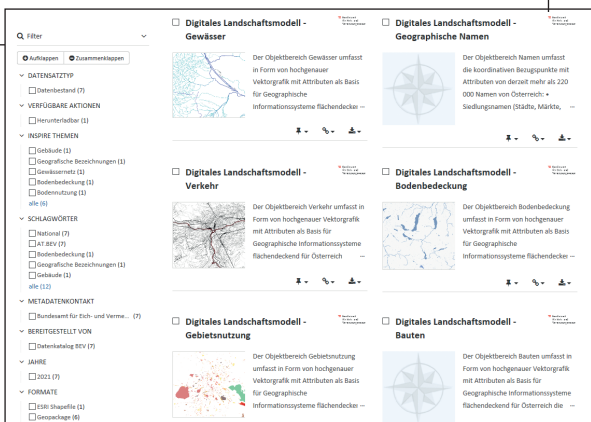 Filter
Aufklappen Zusammenklappen
DATENSATZTYP
Datenbestand (7)
VERFÜGBARE AKTIONEN
Herunterladbar (1)
INSPIRE THEMEN
Gebäude (1)
Geografische Bezeichnungen (1)
Gewässernetz (1)
Bodenbedeckung (1)
Bodennutzung (1)
alle (6)
SCHLAGWÖRTER
National (7)
AT.BEV (7)
Bodenbedeckung (1)
Geografische Bezeichnungen (1)
Gebäude (1)
alle (12)
METADATENKONTAKT
Bundesamt für Eich- und Verme... (7)
BEREITGESTELLT VON
Datenkatalog BEV (7)
JAHRE
2021 (7)
FORMATE
ESRI Shapefile (1)
Geopackage (6)
Digitales Landschaftsmodell -
Gewässer
Der Objektbereich Gewässer umfasst
in Form von hochgenauer
Vektorgrafik mit Attributen als Basis
für Geographische
Informationssysteme flächendecker ...
Digitales Landschaftsmodell -
Geographische Namen
Der Objektbereich Namen umfasst
die koordinativen Bezugspunkte mit
Attributen von derzeit mehr als 220
000 Namen von Österreich: •
Siedlungsnamen (Städte, Märkte, ...
Digitales Landschaftsmodell -
Verkehr
Der Objektbereich Verkehr umfasst in
Form von hochgenauer Vektorgrafik
mit Attributen als Basis für
Geographische Informationssysteme
flächendeckend für Österreich ...
Digitales Landschaftsmodell -
Bodenbedeckung
Der Objektbereich Bodenbedeckung
umfasst in Form von hochgenauer
Vektorgrafik mit Attributen als Basis
für Geographische
Informationssysteme flächendecker ...
Digitales Landschaftsmodell -
Gebietsnutzung
Der Objektbereich Gebietsnutzung
umfasst in Form von hochgenauer
Vektorgrafik mit Attributen als Basis
für Geographische
Informationssysteme flächendecker ...
Digitales Landschaftsmodell -
Bauten
Der Objektbereich Bauten umfasst in
Form von hochgenauer Vektorgrafik
mit Attributen als Basis für
Geographische Informationssysteme
flächendeckend für Österreich die ...